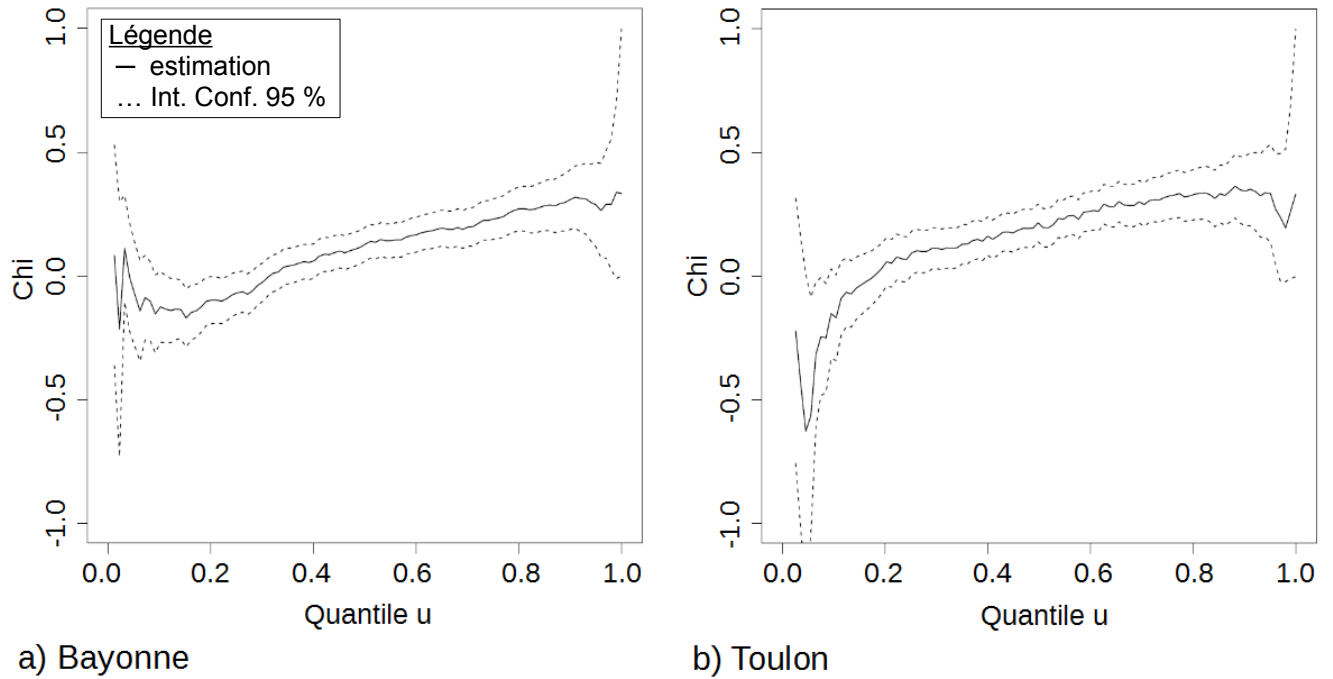 Légende
— estimation
... Int. Conf. 95 %
Chi
1.0
0.5
0.0
-0.5
-1.0
0.0 0.2 0.4 0.6 0.8 1.0
Quantile u
a) Bayonne
Chi
1.0
0.5
0.0
-0.5
-1.0
0.0 0.2 0.4 0.6 0.8 1.0
Quantile u
b) Toulon